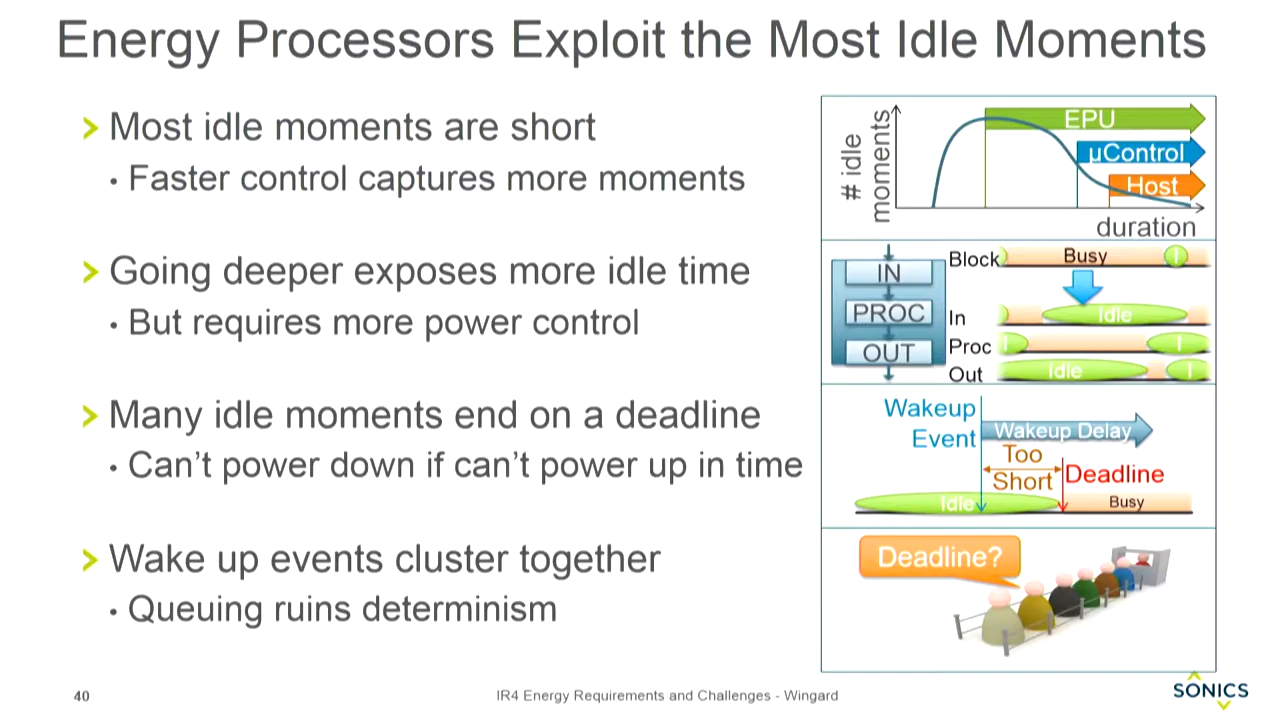 Energy Processors Exploit the Most Idle Moments
> Most idle moments are short
• Faster control captures more moments
> Going deeper exposes more idle time
• But requires more power control
> Many idle moments end on a deadline
• Can't power down if can't power up in time
> Wake up events cluster together
• Queuing ruins determinism
# idle
moments
EPU
µControl
Host
duration
IN
PROC
OUT
Block
Busy
I
In
Idle
Proc
I
I
Out
Idle
I
Wakeup
Event
Wakeup Delay
Too
Short
Deadline
Idle
Busy
Deadline?
40
IR4 Energy Requirements and Challenges - Wingard
SONICS